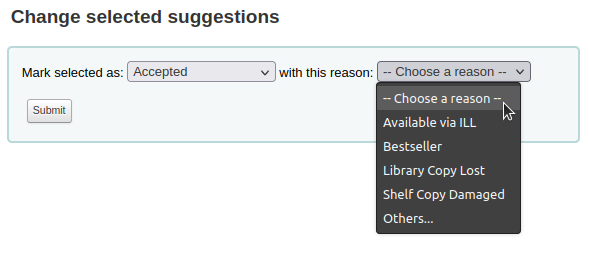 Change selected suggestions
Mark selected as: Accepted with this reason: -- Choose a reason --
-- Choose a reason --
Available via ILL
Submit
Bestseller
Library Copy Lost
Shelf Copy Damaged
Others...